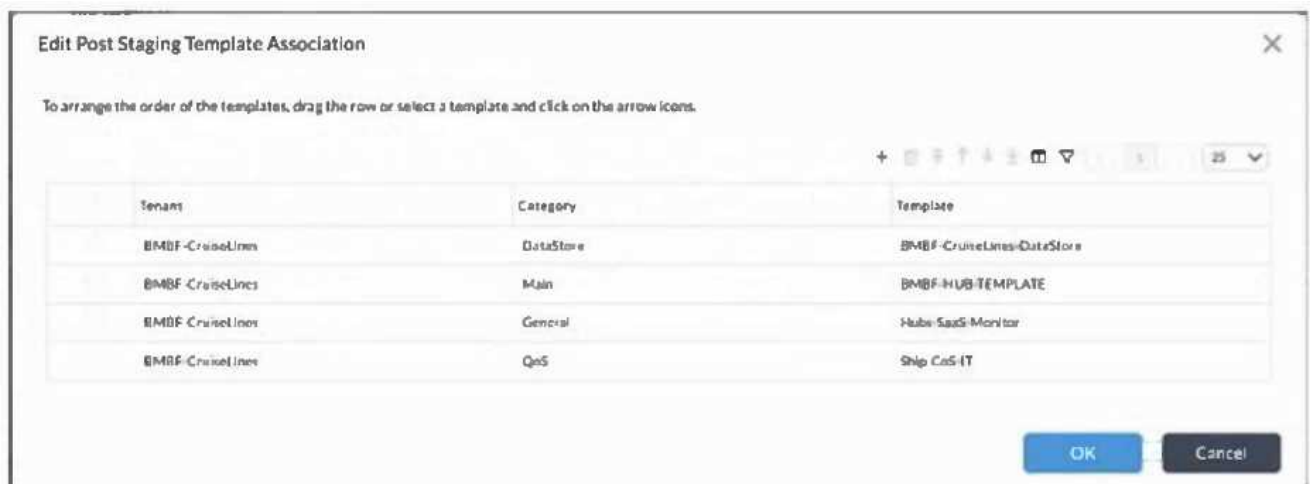 Edit Post Staging Template Association
To arrange the order of the templates, drag the row or select a template and click on the arrow icons.
25
Tenant Category Template
BMBF-CruiseLines DataStore BMBF-CruiseLines-DataStore
BMBF-CruiseLines Main BMBF-HUB-TEMPLATE
BMBF-CruiseLines General Hubs-SaaS-Monitor
BMBF-CruiseLines QoS Ship-CoS-IT
OK Cancel